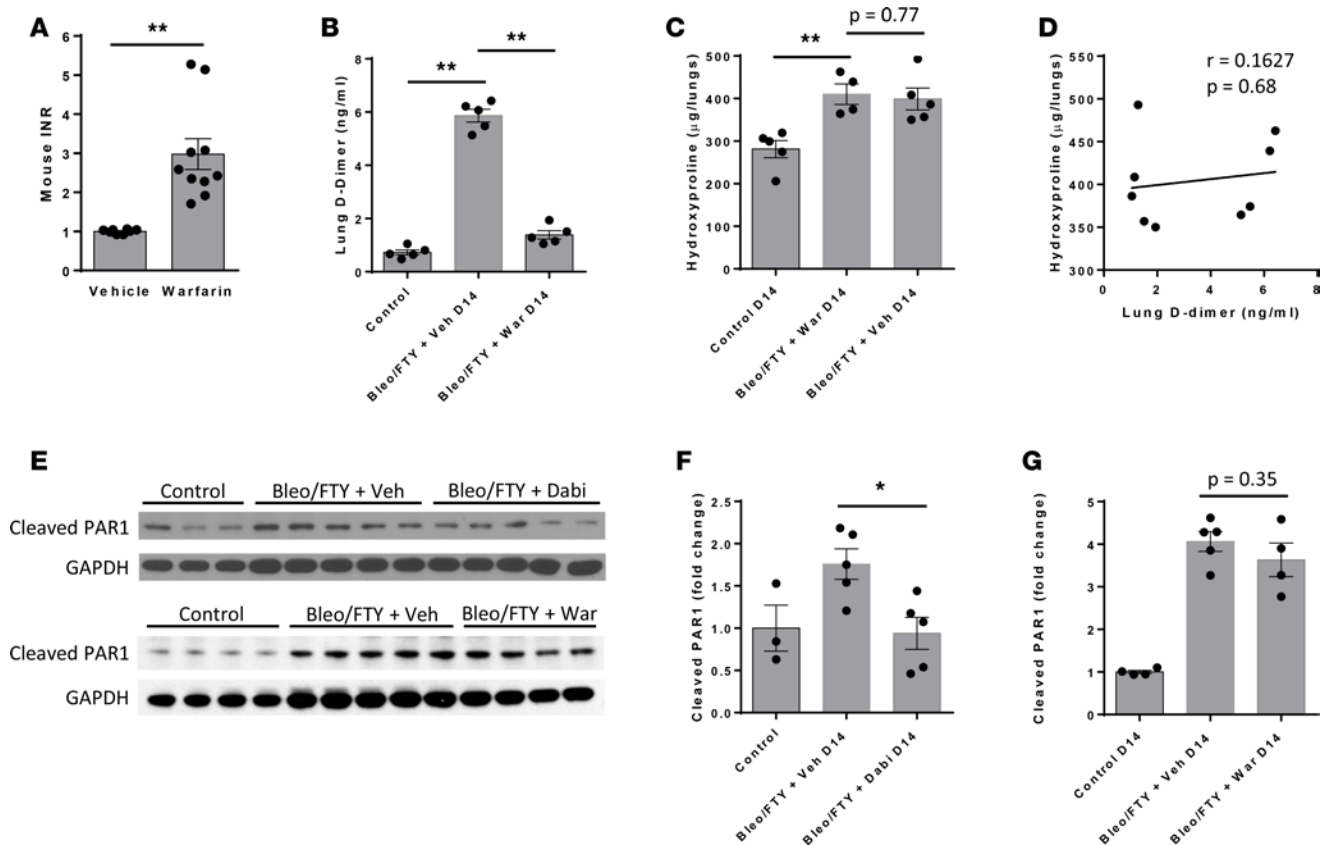 A
**
Mouse INR
6
5
4
3
2
1
0
Vehicle Warfarin
B
**
**
Lung D-Dimer (ng/ml)
8
6
4
2
0
Control
Bleo/FTY + Veh D14
Bleo/FTY + War D14
C
p = 0.77
**
Hydroxyproline (µg/lungs)
500
400
300
200
100
0
Control D14
Bleo/FTY + War D14
Bleo/FTY + Veh D14
D
r = 0.1627
p = 0.68
Hydroxyproline (µg/lungs)
550
500
450
400
350
300
0 2 4 6 8
Lung D-dimer (ng/ml)
E
Control Bleo/FTY + Veh Bleo/FTY + Dabi
Cleaved PAR1
GAPDH
Control Bleo/FTY + Veh Bleo/FTY + War
Cleaved PAR1
GAPDH
F
*
Cleaved PAR1 (fold change)
2.5
2.0
1.5
1.0
0.5
0.0
Control
Bleo/FTY + Veh D14
Bleo/FTY + Dabi D14
G
p = 0.35
Cleaved PAR1 (fold change)
5
4
3
2
1
0
Control D14
Bleo/FTY + Veh D14
Bleo/FTY + War D14